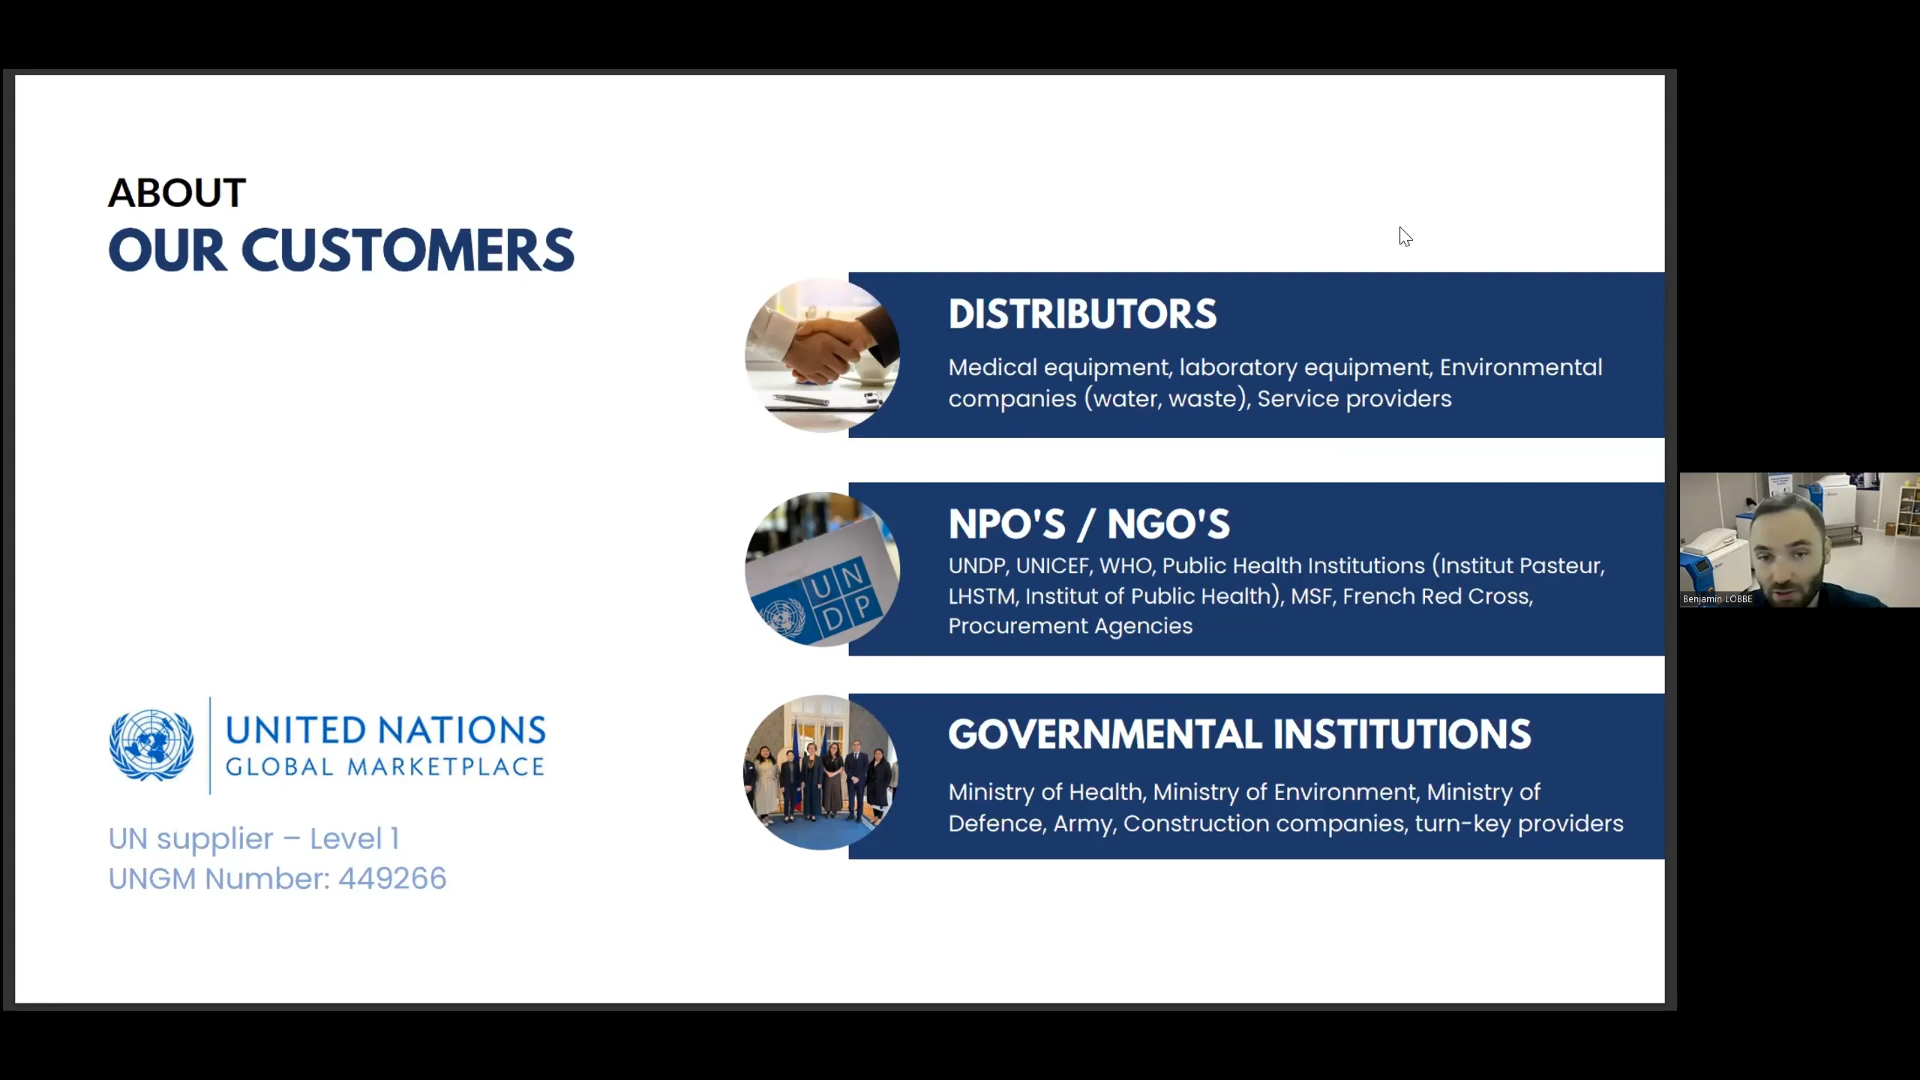 ABOUT
OUR CUSTOMERS
DISTRIBUTORS
Medical equipment, laboratory equipment, Environmental
companies (water, waste), Service providers
NPO'S / NGO'S
UNDP, UNICEF, WHO, Public Health Institutions (Institut Pasteur,
LHSTM, Institut of Public Health), MSF, French Red Cross,
Procurement Agencies
UN
DP
GOVERNMENTAL INSTITUTIONS
Ministry of Health, Ministry of Environment, Ministry of
Defence, Army, Construction companies, turn-key providers
UNITED NATIONS
GLOBAL MARKETPLACE
UN supplier – Level 1
UNGM Number: 449266
Benjamin LOBBE